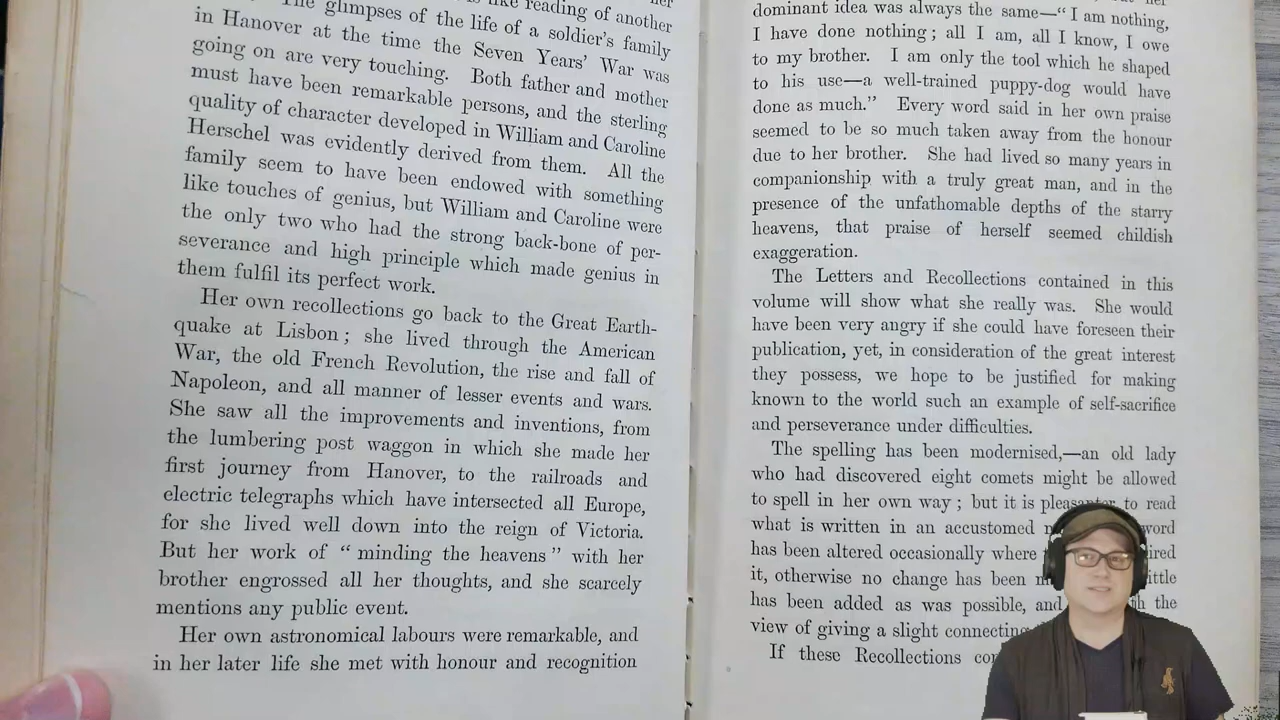 like reading of another
The glimpses of the life of a soldier's family
in Hanover at the time the Seven Years' War was
going on are very touching. Both father and mother
must have been remarkable persons, and the sterling
quality of character developed in William and Caroline
Herschel was evidently derived from them. All the
family seem to have been endowed with something
like touches of genius, but William and Caroline were
the only two who had the strong back-bone of per-
severance and high principle which made genius in
them fulfil its perfect work.
Her own recollections go back to the Great Earth-
quake at Lisbon; she lived through the American
War, the old French Revolution, the rise and fall of
Napoleon, and all manner of lesser events and wars.
She saw all the improvements and inventions, from
the lumbering post waggon in which she made her
first journey from Hanover, to the railroads and
electric telegraphs which have intersected all Europe,
for she lived well down into the reign of Victoria.
But her work of "minding the heavens" with her
brother engrossed all her thoughts, and she scarcely
mentions any public event.
Her own astronomical labours were remarkable, and
in her later life she met with honour and recognition
dominant idea was always the same—"I am nothing,
I have done nothing; all I am, all I know, I owe
to my brother. I am only the tool which he shaped
to his use—a well-trained puppy-dog would have
done as much." Every word said in her own praise
seemed to be so much taken away from the honour
due to her brother. She had lived so many years in
companionship with a truly great man, and in the
presence of the unfathomable depths of the starry
heavens, that praise of herself seemed childish
exaggeration.
The Letters and Recollections contained in this
volume will show what she really was. She would
have been very angry if she could have foreseen their
publication, yet, in consideration of the great interest
they possess, we hope to be justified for making
known to the world such an example of self-sacrifice
and perseverance under difficulties.
The spelling has been modernised,—an old lady
who had discovered eight comets might be allowed
to spell in her own way; but it is pleasanter to read
what is written in an accustomed word
has been altered occasionally where
it, otherwise no change has been little
has been added as was possible, and the
view of giving a slight connecting
If these Recollections